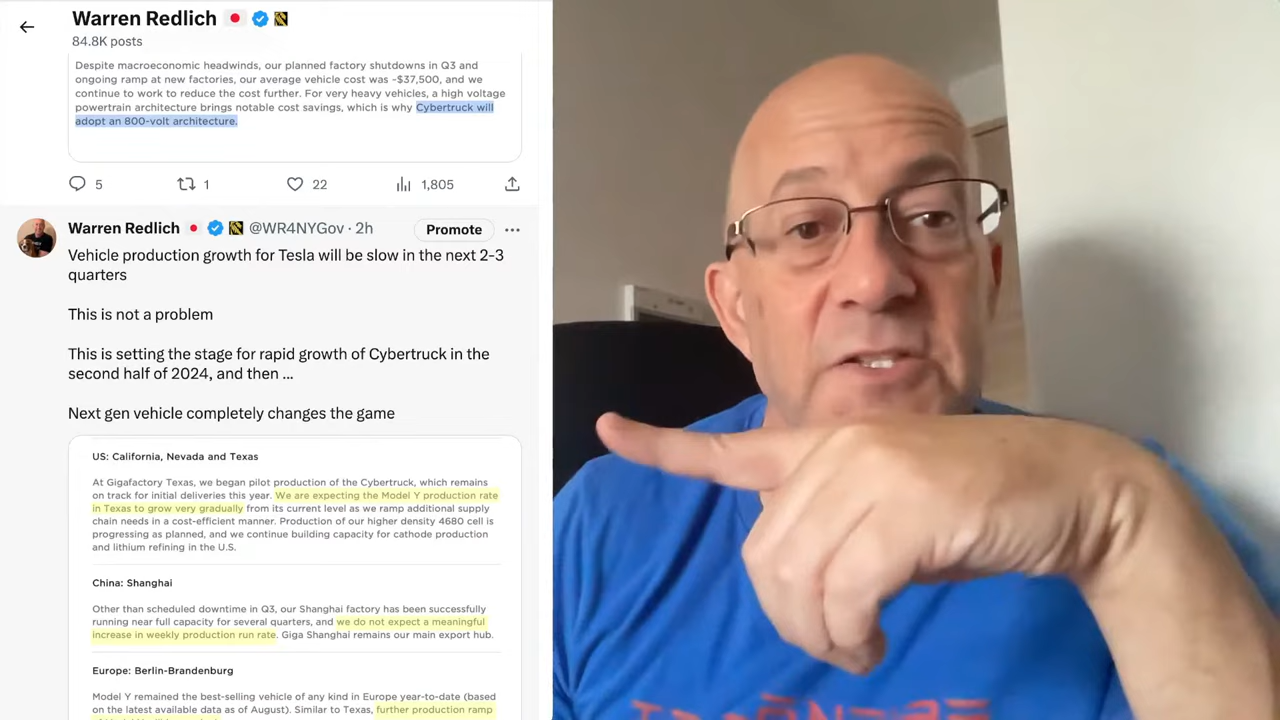 Warren Redlich
84.8K posts
Despite macroeconomic headwinds, our planned factory shutdowns in Q3 and
ongoing ramp at new factories, our average vehicle cost was ~$37,500, and we
continue to work to reduce the cost further. For very heavy vehicles, a high voltage
powertrain architecture brings notable cost savings, which is why Cybertruck will
adopt an 800-volt architecture.
5 1 22 1,805
Warren Redlich @WR4NYGov · 2h Promote
Vehicle production growth for Tesla will be slow in the next 2-3
quarters
This is not a problem
This is setting the stage for rapid growth of Cybertruck in the
second half of 2024, and then ...
Next gen vehicle completely changes the game
US: California, Nevada and Texas
At Gigafactory Texas, we began pilot production of the Cybertruck, which remains
on track for initial deliveries this year. We are expecting the Model Y production rate
in Texas to grow very gradually from its current level as we ramp additional supply
chain needs in a cost-efficient manner. Production of our higher density 4680 cell is
progressing as planned, and we continue building capacity for cathode production
and lithium refining in the U.S.
China: Shanghai
Other than scheduled downtime in Q3, our Shanghai factory has been successfully
running near full capacity for several quarters, and we do not expect a meaningful
increase in weekly production run rate. Giga Shanghai remains our main export hub.
Europe: Berlin-Brandenburg
Model Y remained the best-selling vehicle of any kind in Europe year-to-date (based
on the latest available data as of August). Similar to Texas, further production ramp